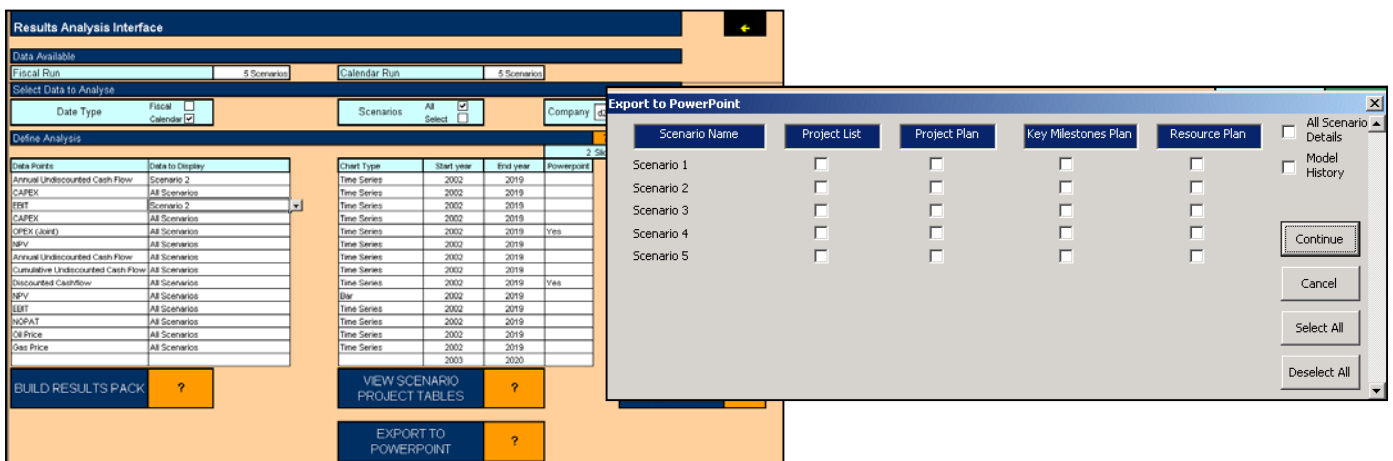 Results Analysis Interface
Data Available
Fiscal Run 5 Scenarios Calendar Run 5 Scenarios
Select Data to Analyse
Date Type Fiscal Calendar Scenarios All Select Company
Define Analysis
2
Data Points Data to Display Chart Type Start year End year Powerpoint
Annual Undiscounted Cash Flow Scenario 2 Time Series 2002 2019
CAPEX All Scenarios Time Series 2002 2019
EBIT Scenario 2 Time Series 2002 2019
CAPEX All Scenarios Time Series 2002 2019
OPEX (Joint) All Scenarios Time Series 2002 2019 Yes
NPV All Scenarios Time Series 2002 2019
Annual Undiscounted Cash Flow All Scenarios Time Series 2002 2019
Cumulative Undiscounted Cash Flow All Scenarios Time Series 2002 2019
Discounted Cashflow All Scenarios Time Series 2002 2019 Yes
NPV All Scenarios Bar 2002 2019
EBIT All Scenarios Time Series 2002 2019
NOPAT All Scenarios Time Series 2002 2019
Oil Price All Scenarios Time Series 2002 2019
Gas Price All Scenarios Time Series 2002 2019
2003 2020
BUILD RESULTS PACK ?
VIEW SCENARIO
PROJECT TABLES ?
EXPORT TO
POWERPOINT ?
Export to PowerPoint
Scenario Name Project List Project Plan Key Milestones Plan Resource Plan
All Scenario
Details
Model
History
Scenario 1
Scenario 2
Scenario 3
Scenario 4
Scenario 5
Continue
Cancel
Select All
Deselect All